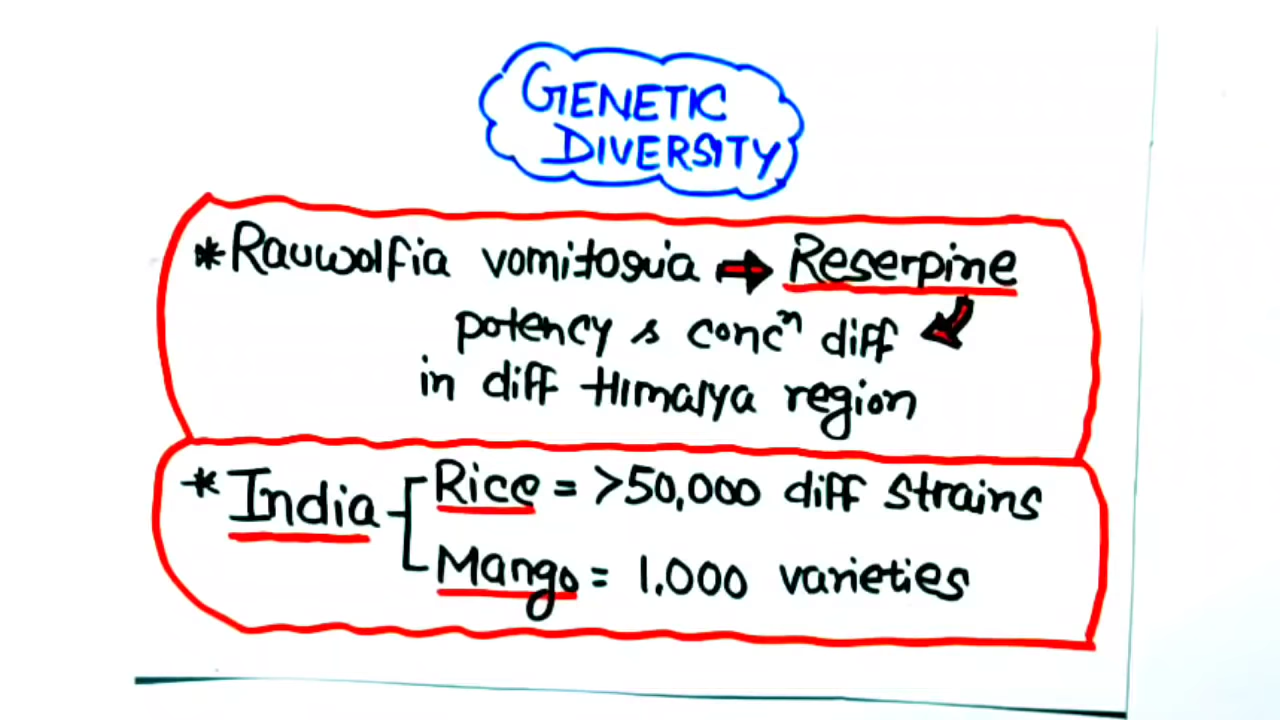 GENETIC
DIVERSITY
* Rauwolfia vomitoria ➡ Reserpine
potency & concⁿ diff
in diff Himalya region
* India
Rice = >50,000 diff strains
Mango = 1.000 varieties